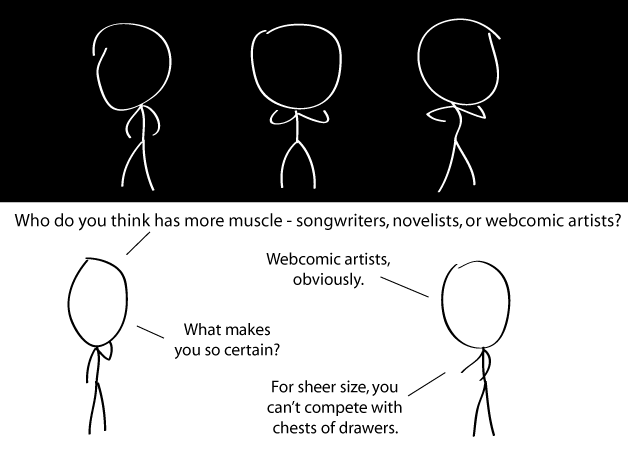 Who do you think has more muscle - songwriters, novelists, or webcomic artists?
Webcomic artists,
obviously.
What makes
you so certain?
For sheer size, you
can't compete with
chests of drawers.